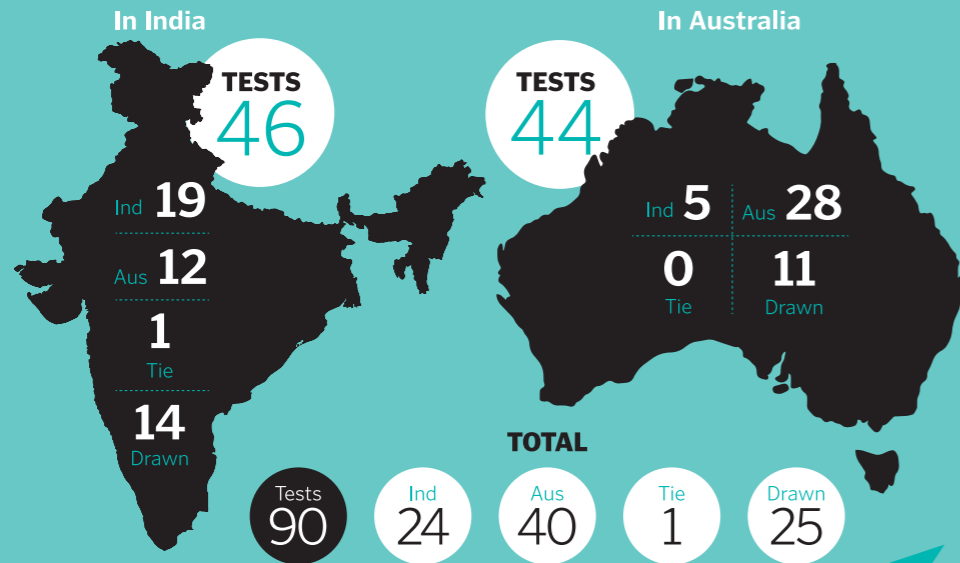 In India
TESTS
46
Ind 19
Aus 12
1
Tie
14
Drawn
In Australia
TESTS
44
Ind 5
Aus 28
0
Tie
11
Drawn
TOTAL
Tests
90
Ind
24
Aus
40
Tie
1
Drawn
25